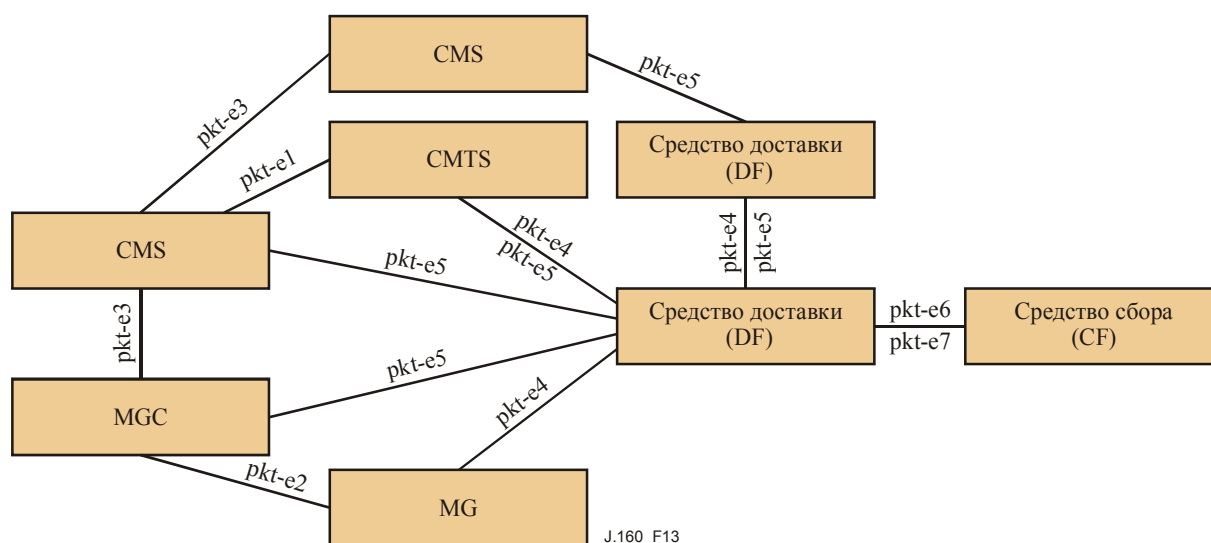 CMS
pkt-e5
pkt-e3
CMTS
Средство доставки
(DF)
pkt-e1
pkt-e4
pkt-e5
pkt-e4
pkt-e5
CMS
pkt-e5
Средство доставки
(DF)
pkt-e6
pkt-e7
Средство сбора
(CF)
pkt-e3
pkt-e5
MGC
pkt-e4
pkt-e2
MG
J.160_F13